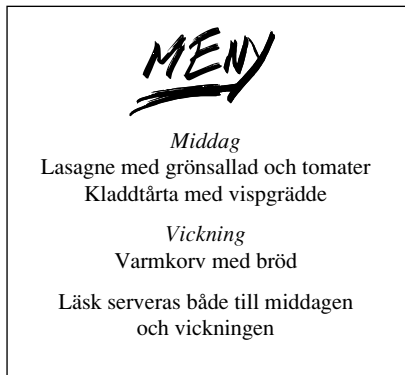 MENY
Middag
Lasagne med grönsallad och tomater
Kladdtårta med vispgrädde
Vickning
Varmkorv med bröd
Läsk serveras både till middagen
och vickningen